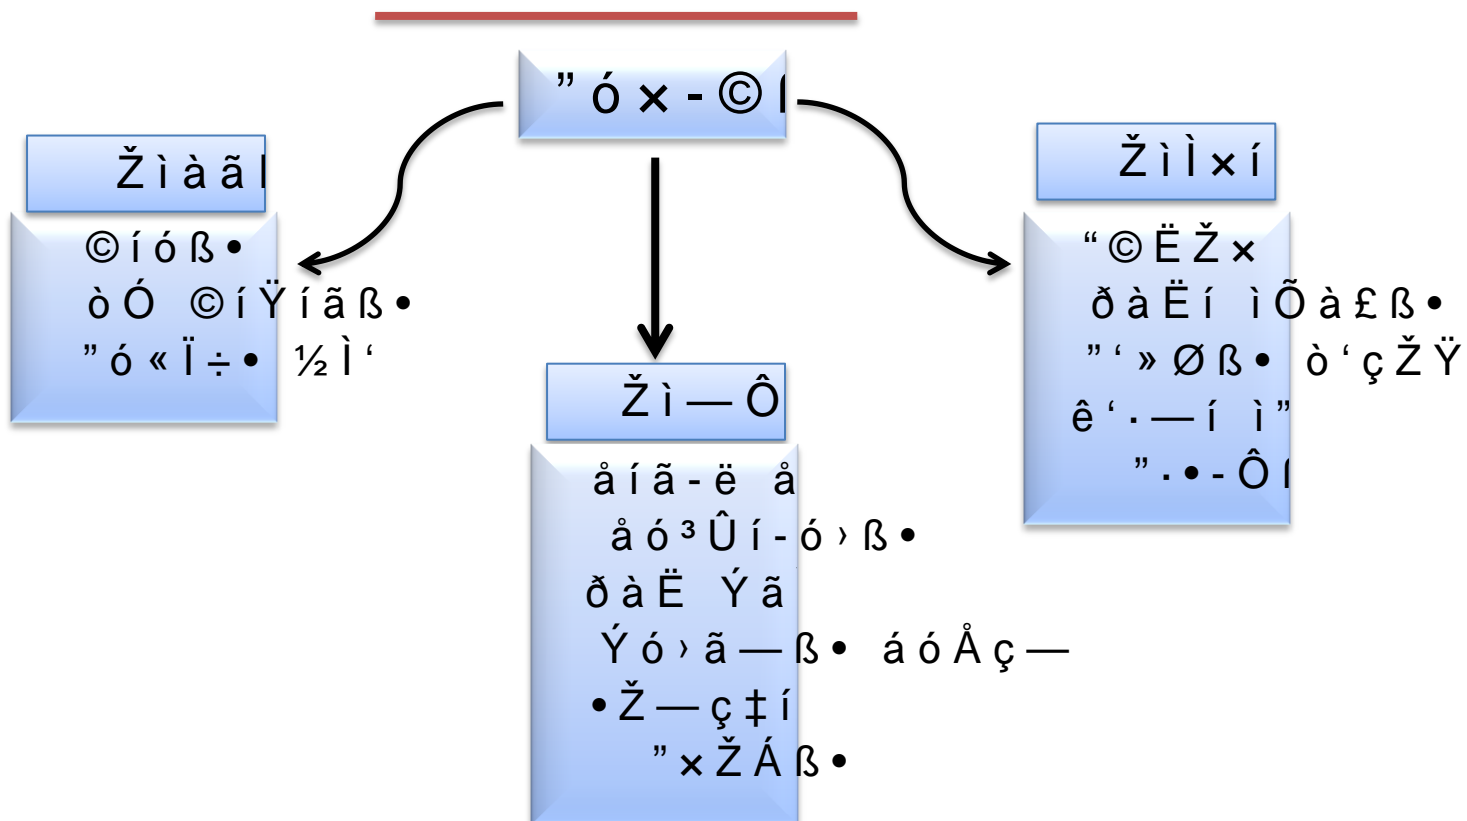 ”ó×-©
Žìàã
©íóß•
òÓ ©íŸíãß•
”ó«Ï÷• ½Ì‘
Žì—Ô
åíã-ë å
åó³Ûí-ó›ß•
ðàË Ýã
Ýó›ã—ß• áóÅç—
•Ž—ç‡í
”×ŽÁß•
ŽìÌ×í
“©ËŽ×
ðàËí ìÕà£ß•
”‘»Øß• ò‘çŽŸ
ê‘·—í ì”
”·•-Ô